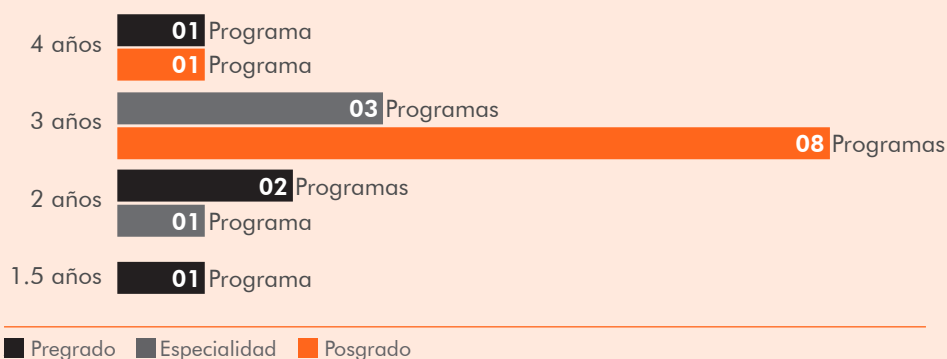 4 años
01 Programa
01 Programa
3 años
03 Programas
08 Programas
2 años
02 Programas
01 Programa
1.5 años
01 Programa
Pregrado Especialidad Posgrado